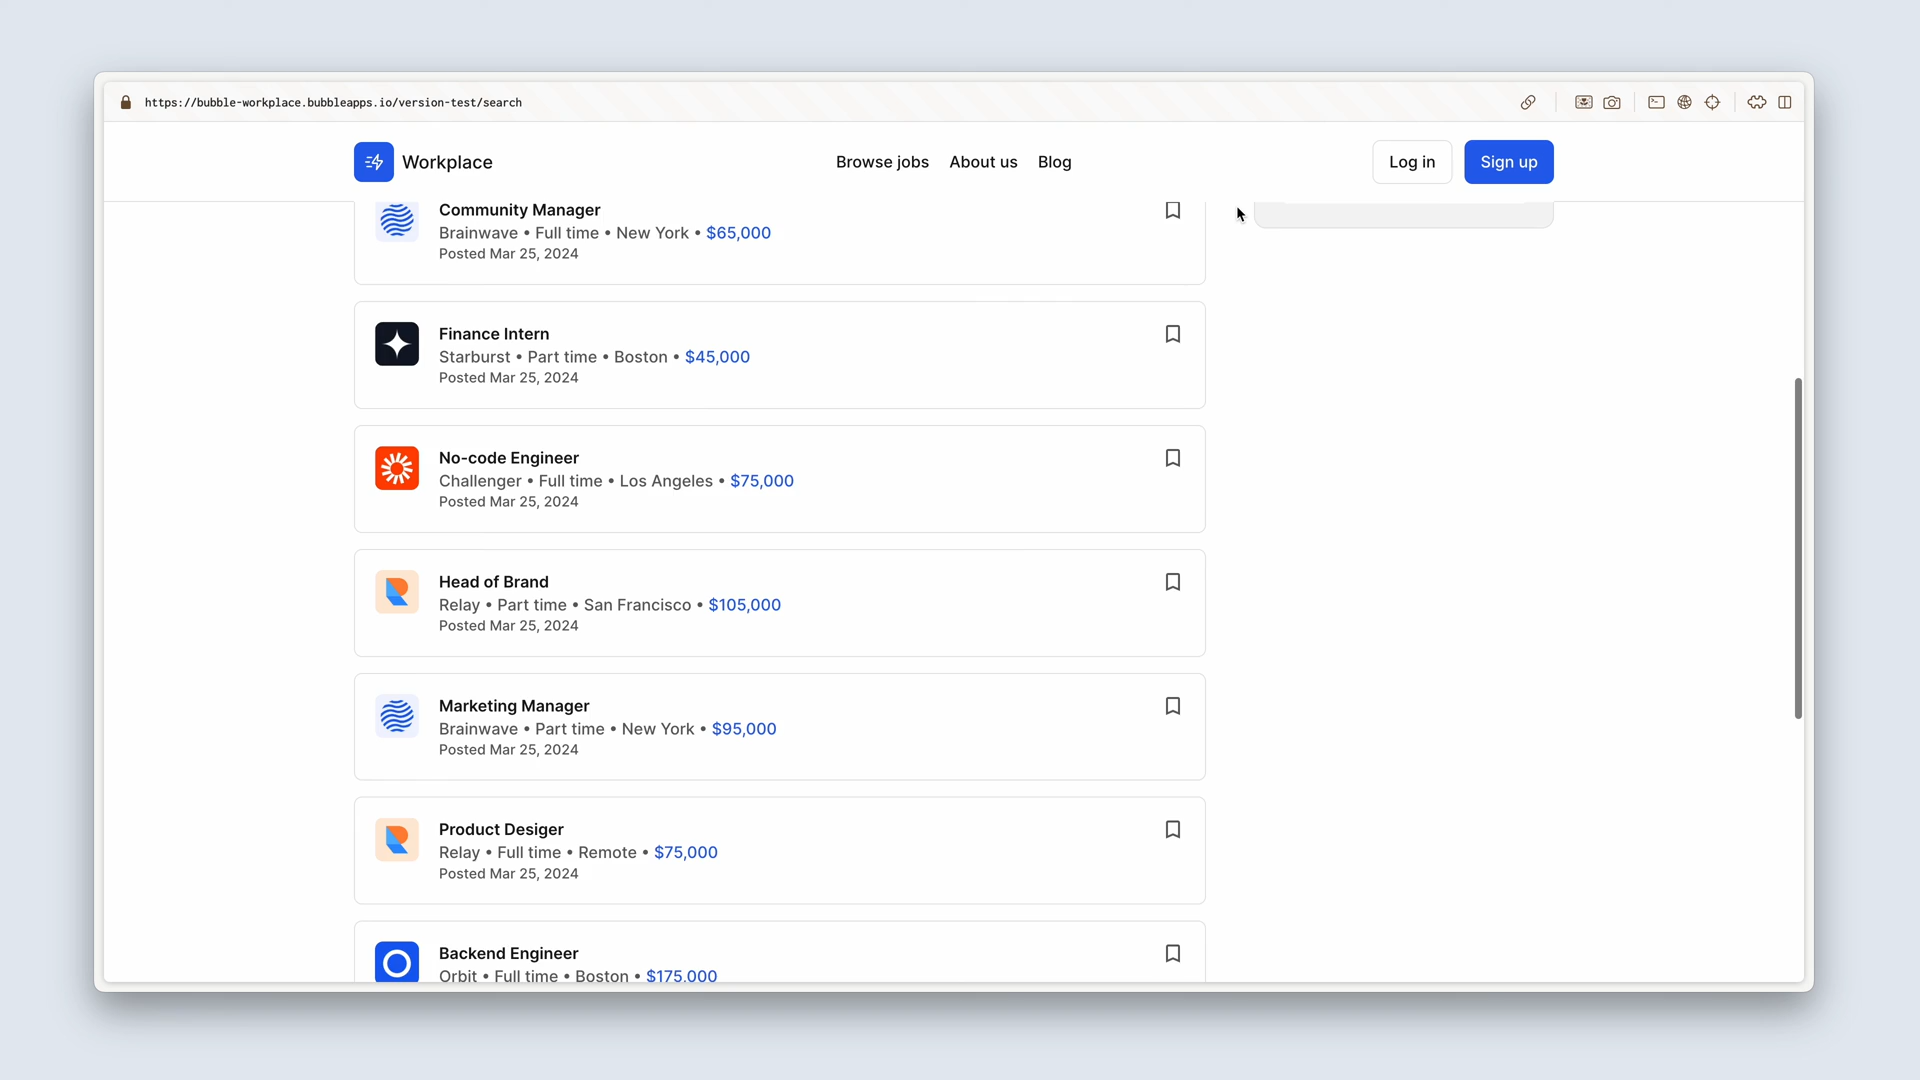 https://bubble-workplace.bubbleapps.io/version-test/search
Workplace
Browse jobs About us Blog
Log in Sign up
Community Manager
Brainwave • Full time • New York • $65,000
Posted Mar 25, 2024
Finance Intern
Starburst • Part time • Boston • $45,000
Posted Mar 25, 2024
No-code Engineer
Challenger • Full time • Los Angeles • $75,000
Posted Mar 25, 2024
Head of Brand
Relay • Part time • San Francisco • $105,000
Posted Mar 25, 2024
Marketing Manager
Brainwave • Part time • New York • $95,000
Posted Mar 25, 2024
Product Desiger
Relay • Full time • Remote • $75,000
Posted Mar 25, 2024
Backend Engineer
Orbit • Full time • Boston • $175,000